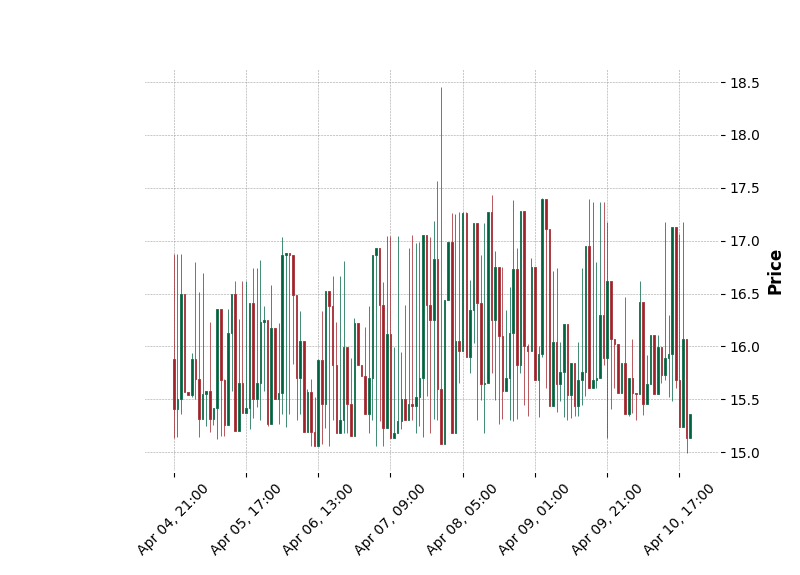 18.5
18.0
17.5
17.0
16.5
16.0
15.5
15.0
Price
Apr 04, 21:00
Apr 05, 17:00
Apr 06, 13:00
Apr 07, 09:00
Apr 08, 05:00
Apr 09, 01:00
Apr 09, 21:00
Apr 10, 17:00